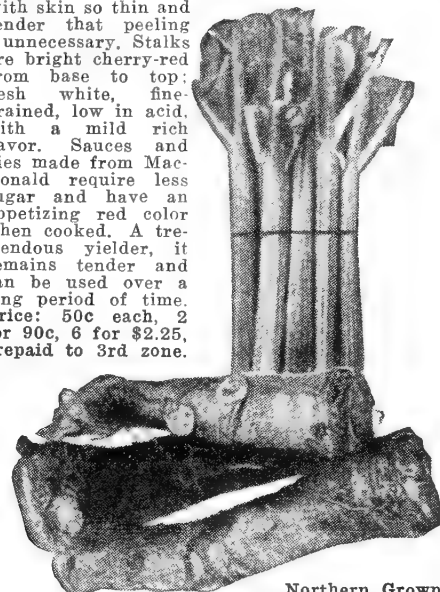 ith skin so thin and
ender that peeling
unnecessary. Stalks
re bright cherry-red
rom base to top;
esh white, fine-
rained, low in acid,
ith a mild rich
avor. Sauces and
ies made from Mac-
onald require less
ugar and have an
ppetizing red color
hen cooked. A tre-
endous yielder, it
emains tender and
an be used over a
ng period of time.
rice: 50c each, 2
or 90c, 6 for $2.25,
repaid to 3rd zone.
Northern Grown